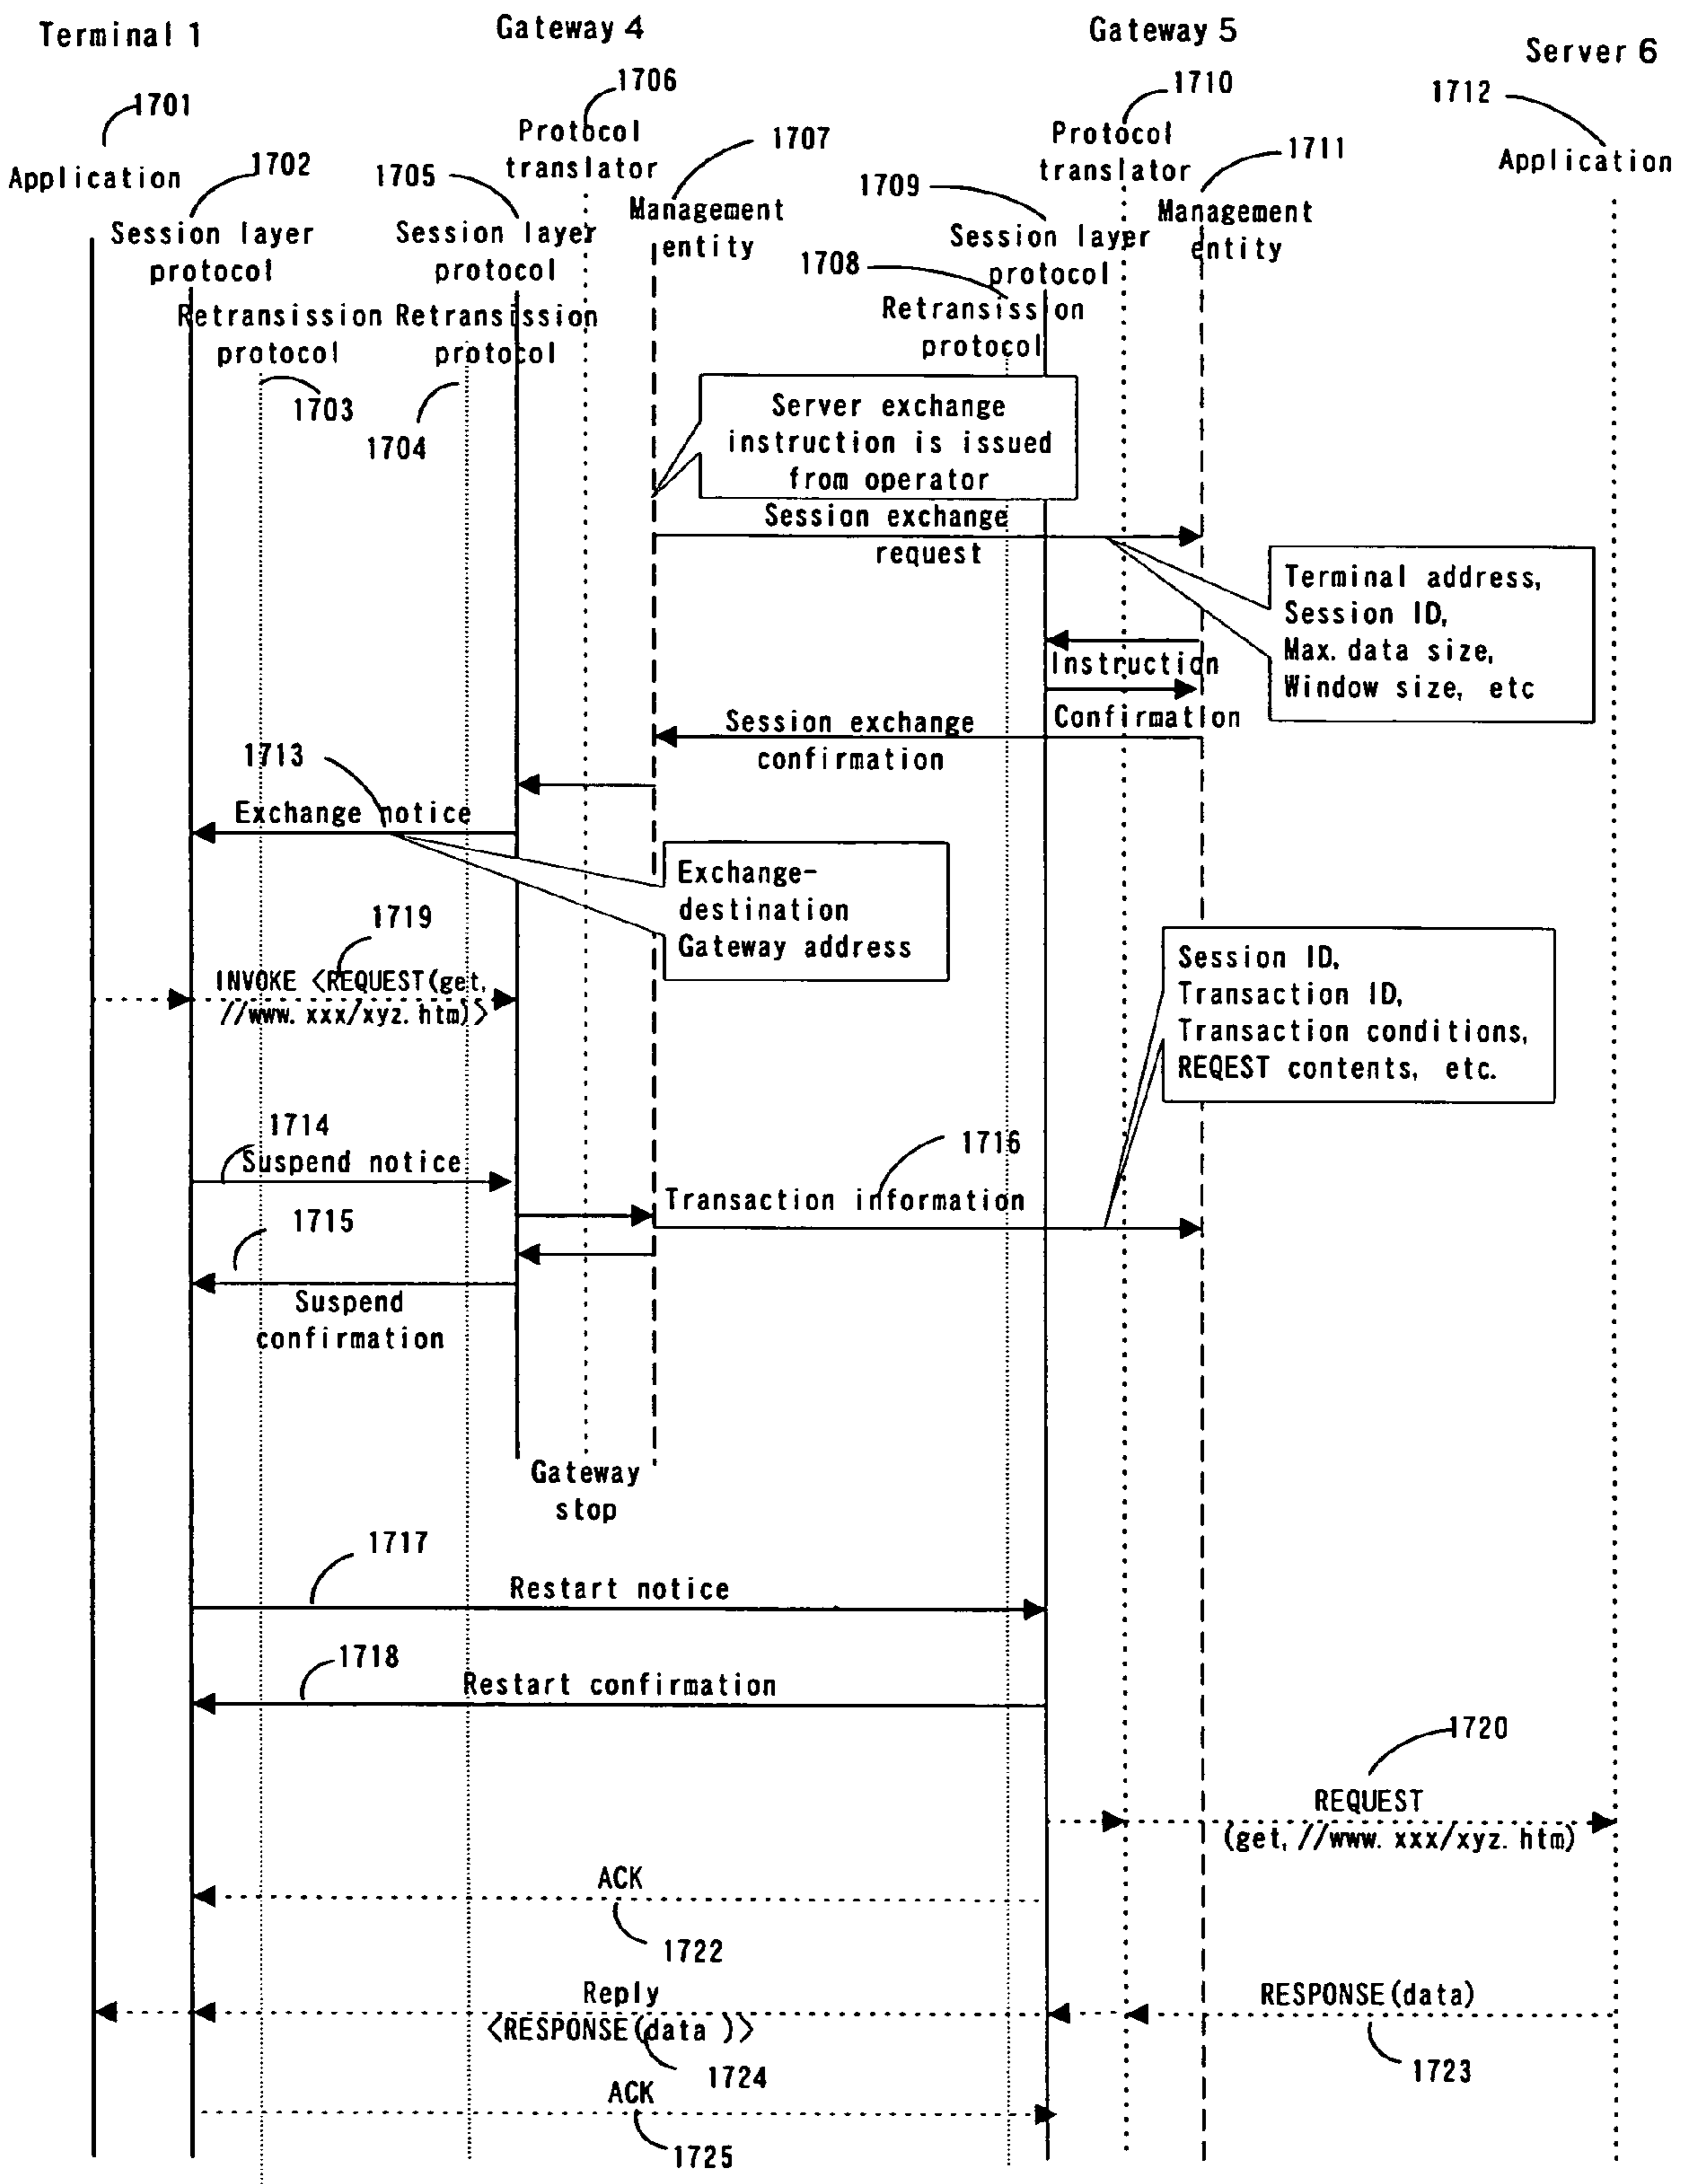 Terminal 1
Gateway 4
Gateway 5
Server 6
1706
1710
1712
1701
Protocol
translator
1707
Protocol
translator
1711
Application
Application
1702
1705
1709
Management
entity
Management
entity
Session layer
protocol
Session layer
protocol
Session layer
protocol
1708
Retransission
protocol
Retransission
protocol
Retransission
protocol
1703
1704
Server exchange
instruction is issued
from operator
Session exchange
request
Terminal address,
Session ID,
Max. data size,
Window size, etc
Instruction
Confirmation
Session exchange
confirmation
1713
Exchange notice
Exchange-
destination
Gateway address
1719
INVOKE <REQUEST(get,
//www.xxx/xyz.htm)>
Session ID,
Transaction ID,
Transaction conditions,
REQEST contents, etc.
1714
Suspend notice
1716
Transaction information
1715
Suspend
confirmation
Gateway
stop
1717
Restart notice
1718
Restart confirmation
1720
REQUEST
(get, //www.xxx/xyz.htm)
ACK
1722
Reply
<RESPONSE(data )>
1724
RESPONSE(data)
1723
ACK
1725